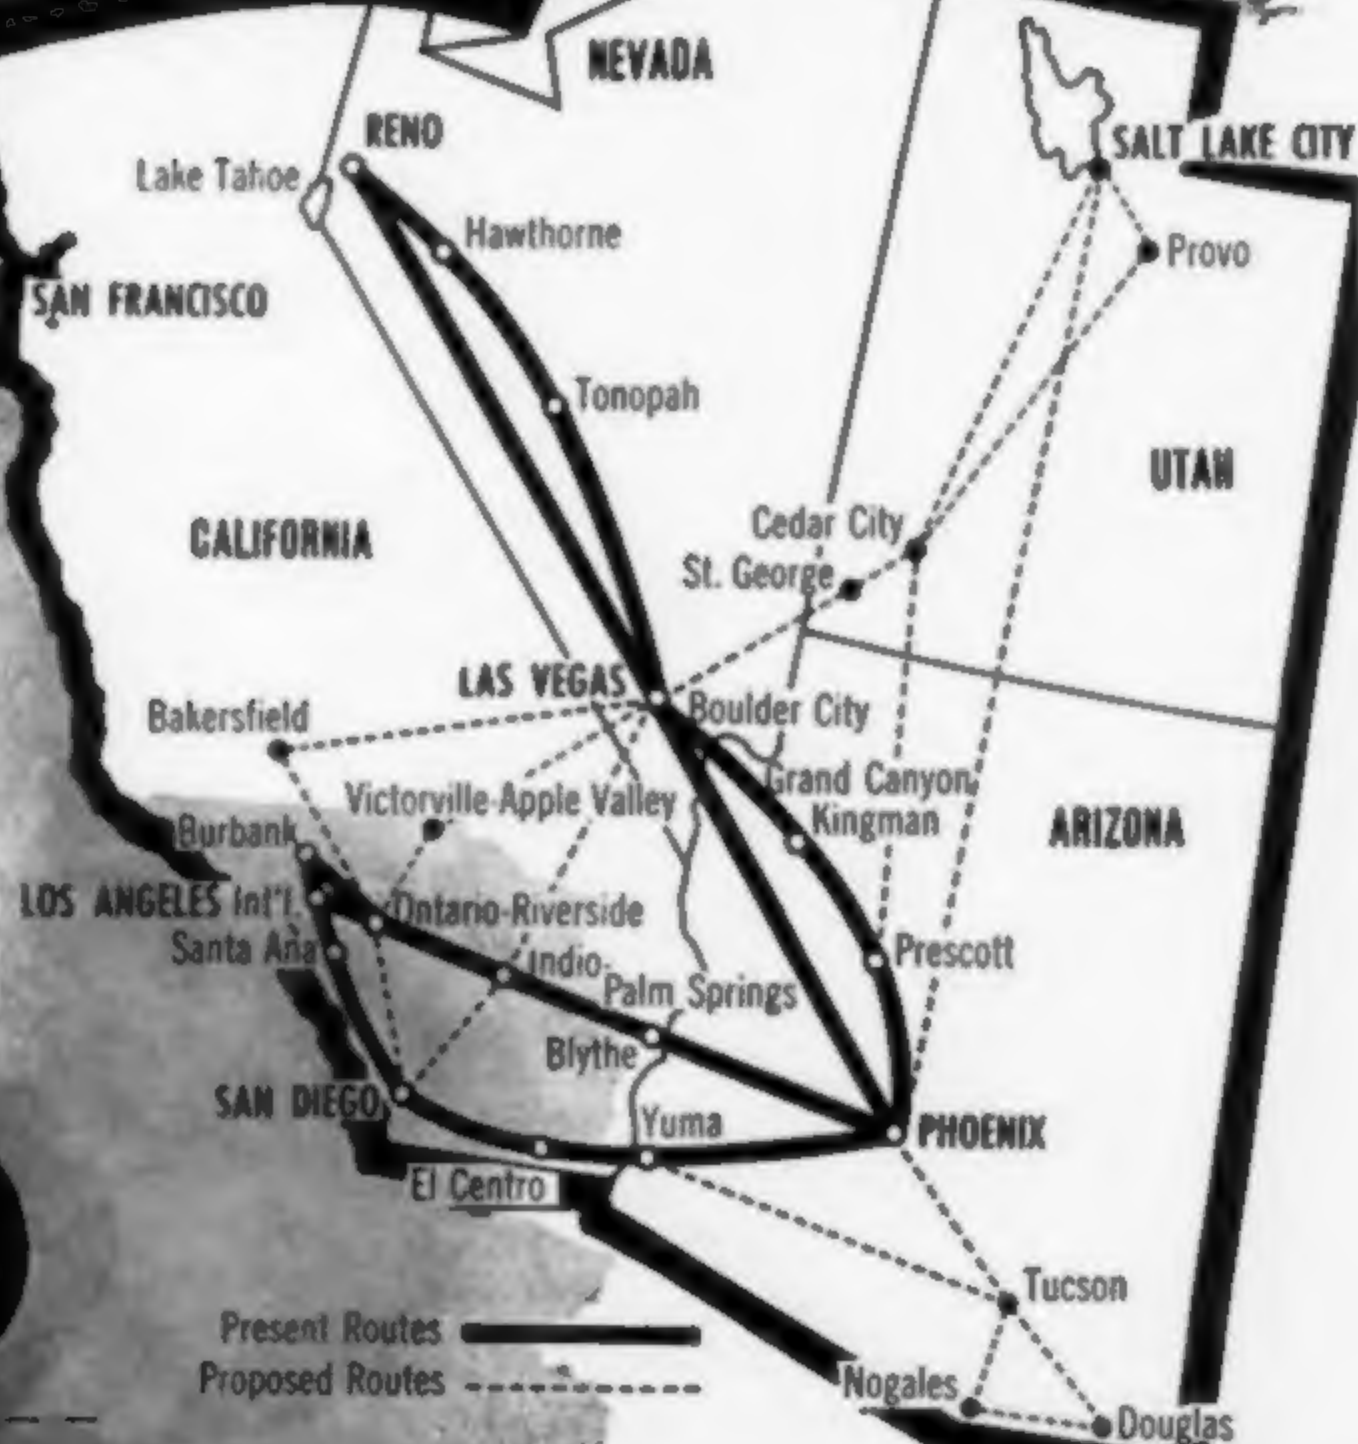 NEVADA
RENO
SALT LAKE CITY
Lake Tahoe
Hawthorne
Provo
SAN FRANCISCO
Tonopah
UTAH
Cedar City
CALIFORNIA
St. George
LAS VEGAS
Boulder City
Bakersfield
Grand Canyon
Victorville-Apple Valley
Kingman
ARIZONA
Burbank
LOS ANGELES Int'l.
Ontario-Riverside
Santa Ana
Prescott
Indio-
Palm Springs
Blythe
SAN DIEGO
Yuma
PHOENIX
El Centro
Tucson
Present Routes
Proposed Routes
Nogales
Douglas